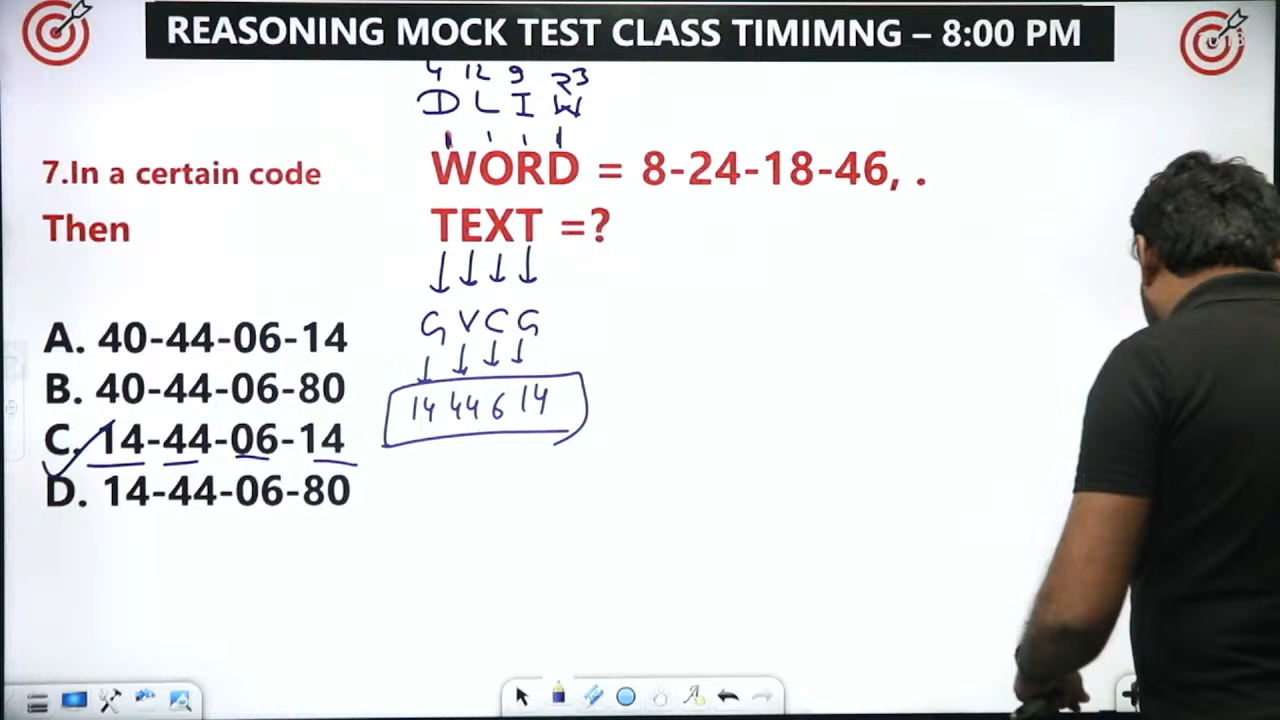 REASONING MOCK TEST CLASS TIMIMNG – 8:00 PM
4 12 9 23
D L I W
7.In a certain code WORD = 8-24-18-46, .
Then TEXT =?
G V C G
14 44 6 14
A. 40-44-06-14
B. 40-44-06-80
C. 14-44-06-14
D. 14-44-06-80